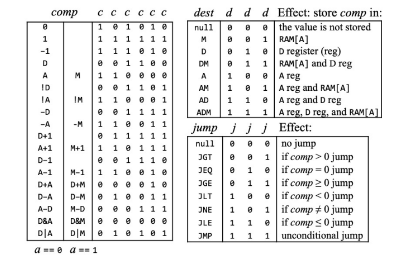 comp c c c c c c
0 1 0 1 0 1 0
1 1 1 1 1 1 1
-1 1 1 1 0 1 0
D 0 0 1 1 0 0
A M 1 1 0 0 0 0
!D 0 0 1 1 0 1
!A !M 1 1 0 0 0 1
-D 0 0 1 1 1 1
-A -M 1 1 0 0 1 1
D+1 0 1 1 1 1 1
A+1 M+1 1 1 0 1 1 1
D-1 0 0 1 1 1 0
A-1 M-1 1 1 0 0 1 0
D+A D+M 0 0 0 0 1 0
D-A D-M 0 1 0 0 1 1
A-D M-D 0 0 0 1 1 1
D&A D&M 0 0 0 0 0 0
D|A D|M 0 1 0 1 0 1
a == 0 a == 1
dest d d d Effect: store comp in:
null 0 0 0 the value is not stored
M 0 0 1 RAM[A]
D 0 1 0 D register (reg)
DM 0 1 1 RAM[A] and D reg
A 1 0 0 A reg
AM 1 0 1 A reg and RAM[A]
AD 1 1 0 A reg and D reg
ADM 1 1 1 A reg, D reg, and RAM[A]
jump j j j Effect:
null 0 0 0 no jump
JGT 0 0 1 if comp > 0 jump
JEQ 0 1 0 if comp = 0 jump
JGE 0 1 1 if comp ≥ 0 jump
JLT 1 0 0 if comp < 0 jump
JNE 1 0 1 if comp ≠ 0 jump
JLE 1 1 0 if comp ≤ 0 jump
JMP 1 1 1 unconditional jump